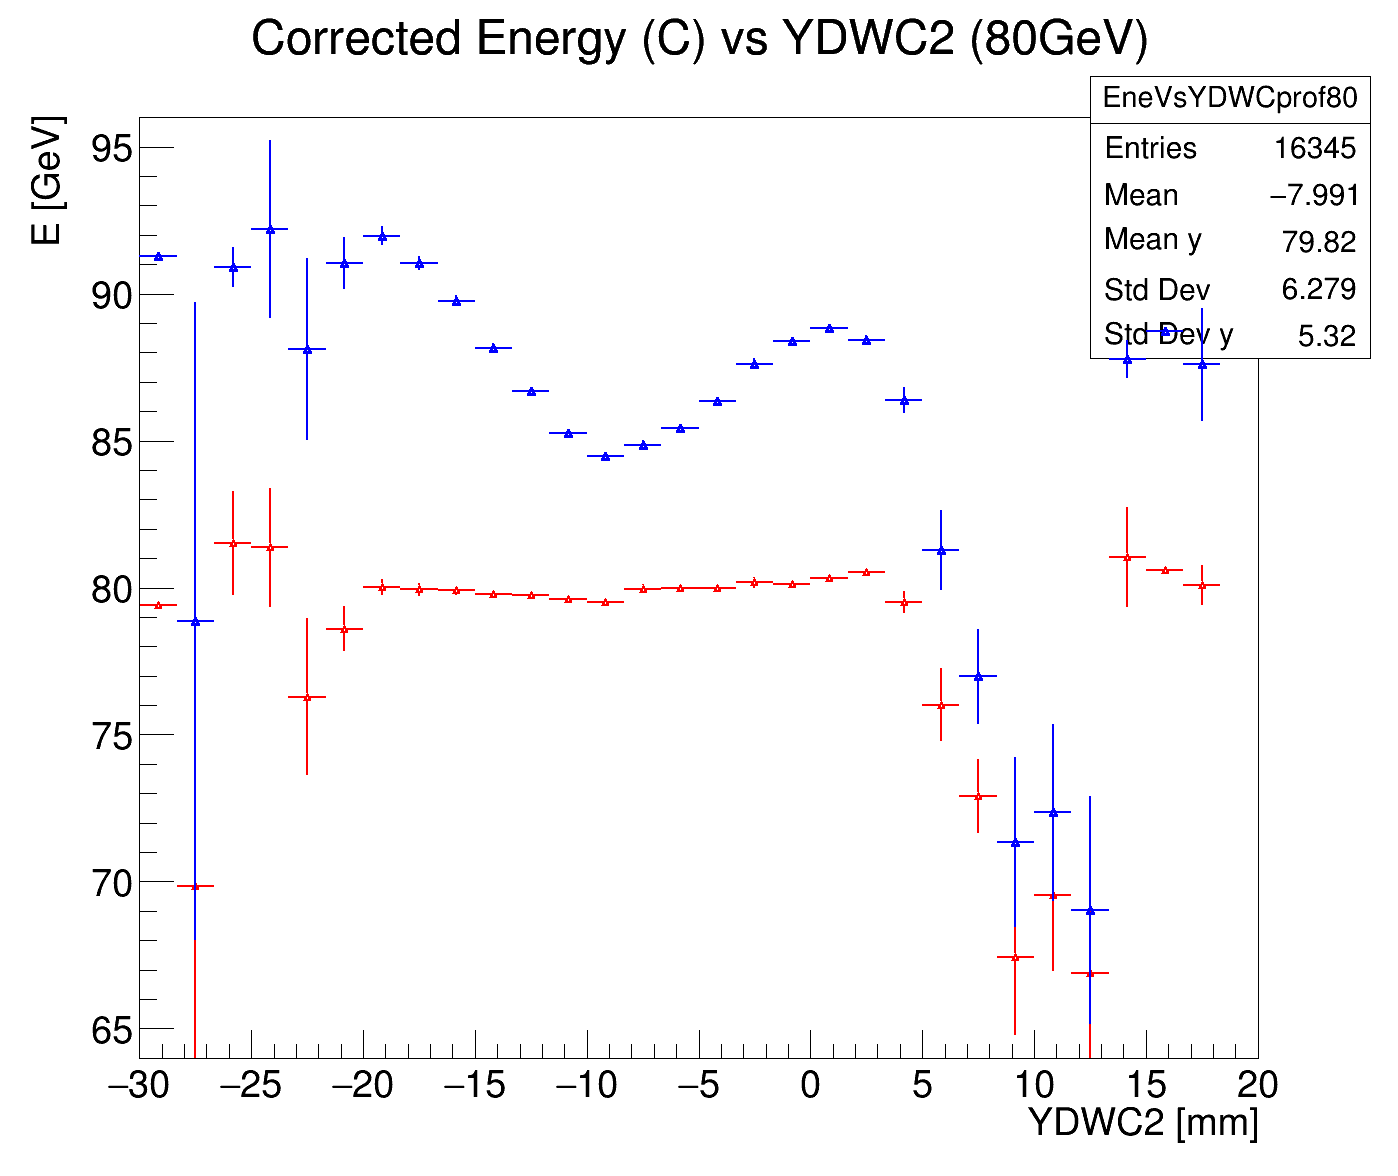 Corrected Energy (C) vs YDWC2 (80GeV)
EneVsYDWCprof80
Entries 16345
Mean −7.991
Mean y 79.82
Std Dev 6.279
Std Dev y 5.32
E [GeV]
95
90
85
80
75
70
65
−30 −25 −20 −15 −10 −5 0 5 10 15 20
YDWC2 [mm]